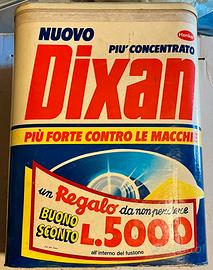 NUOVO
Henkel
PIU' CONCENTRATO
Dixan
PIÙ FORTE CONTRO LE MACCHIE
un Regalo da non perdere
BUONO
SCONTO
L.5000
all'interno del fustone